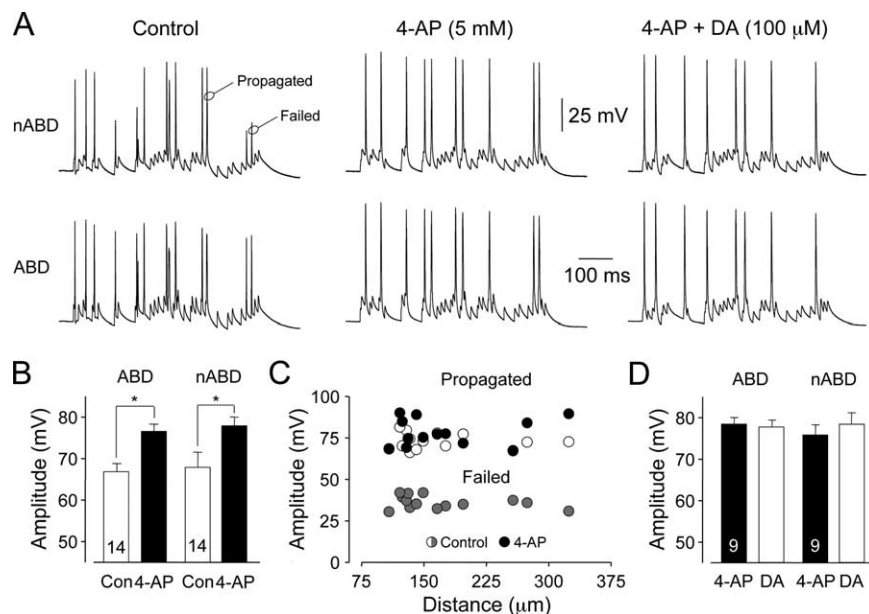 A
Control
4-AP (5 mM)
4-AP + DA (100 μM)
nABD
Propagated
Failed
25 mV
ABD
100 ms
B
ABD
nABD
*
*
Amplitude (mV)
80
70
60
50
14
14
Con 4-AP
Con 4-AP
C
Propagated
Failed
Control
4-AP
Amplitude (mV)
100
75
50
25
0
75
150
225
300
375
Distance (μm)
D
ABD
nABD
Amplitude (mV)
80
70
60
50
9
9
4-AP DA
4-AP DA